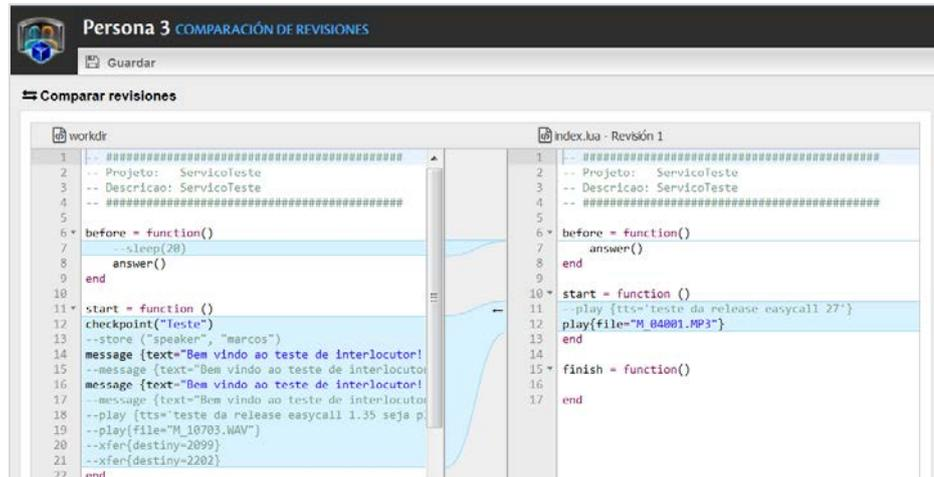 Persona 3 COMPARACIÓN DE REVISIONES
Guardar
Comparar revisiones
workdir
1 -- ############################################
2 -- Projeto: ServicoTeste
3 -- Descricao: ServicoTeste
4 -- ############################################
5
6 before = function()
7 --sleep(20)
8 answer()
9 end
10
11 start = function ()
12 checkpoint("Teste")
13 --store ("speaker", "marcos")
14 message {text="Bem vindo ao teste de interlocutor!
15 --message {text="Bem vindo ao teste de interlocuto
16 message {text="Bem vindo ao teste de interlocutor!
17 --message {text="Bem vindo ao teste de interlocuto
18 --play {tts='teste da release easycall 1.35 seja p
19 --play{file="M_10703.WAV"}
20 --xfer{destiny=2099}
21 --xfer{destiny=2202}
22 end
index.lua - Revisión 1
1 -- ############################################
2 -- Projeto: ServicoTeste
3 -- Descricao: ServicoTeste
4 -- ############################################
5
6 before = function()
7 answer()
8 end
9
10 start = function ()
11 --play {tts='teste da release easycall 27'}
12 play{file="M_04001.MP3"}
13 end
14
15 finish = function()
16
17 end